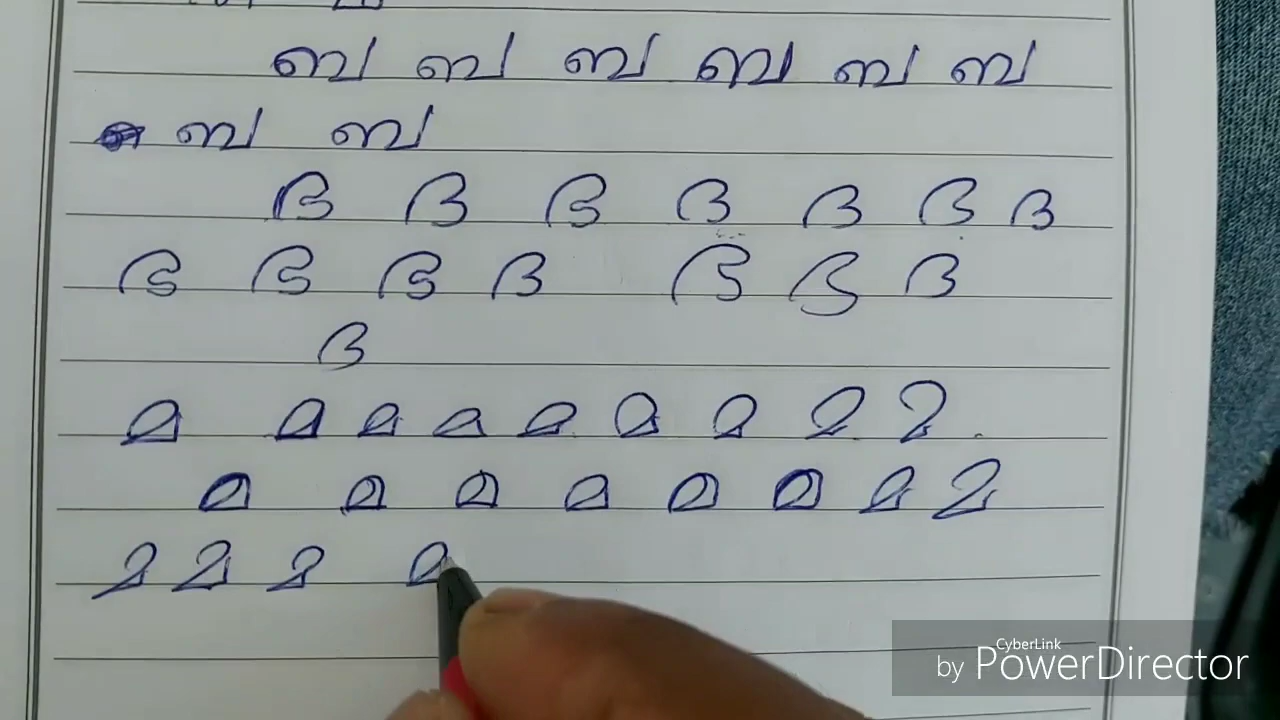 ബ ബ ബ ബ ബ ബ
ബ ബ
ഭ ഭ ഭ ഭ ഭ ഭ ഭ
ഭ ഭ ഭ ഭ ഭ ഭ ഭ
ഭ
മ മ മ മ മ മ മ മ മ
മ മ മ മ മ മ മ മ
മ മ മ മ
CyberLink
by PowerDirector